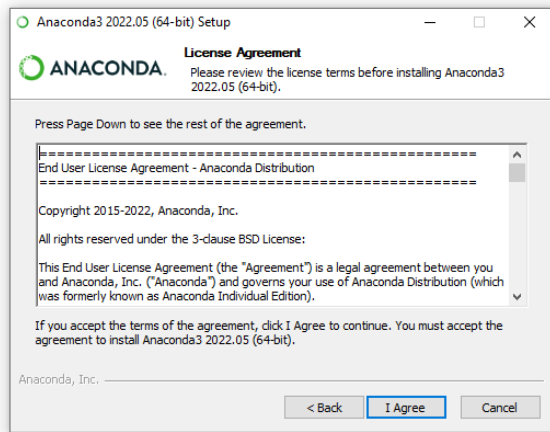 Anaconda3 2022.05 (64-bit) Setup
ANACONDA.
License Agreement
Please review the license terms before installing Anaconda3
2022.05 (64-bit).
Press Page Down to see the rest of the agreement.
===================================================
End User License Agreement - Anaconda Distribution
===================================================
Copyright 2015-2022, Anaconda, Inc.
All rights reserved under the 3-clause BSD License:
This End User License Agreement (the "Agreement") is a legal agreement between you
and Anaconda, Inc. ("Anaconda") and governs your use of Anaconda Distribution (which
was formerly known as Anaconda Individual Edition).
If you accept the terms of the agreement, click I Agree to continue. You must accept the
agreement to install Anaconda3 2022.05 (64-bit).
Anaconda, Inc.
< Back
I Agree
Cancel